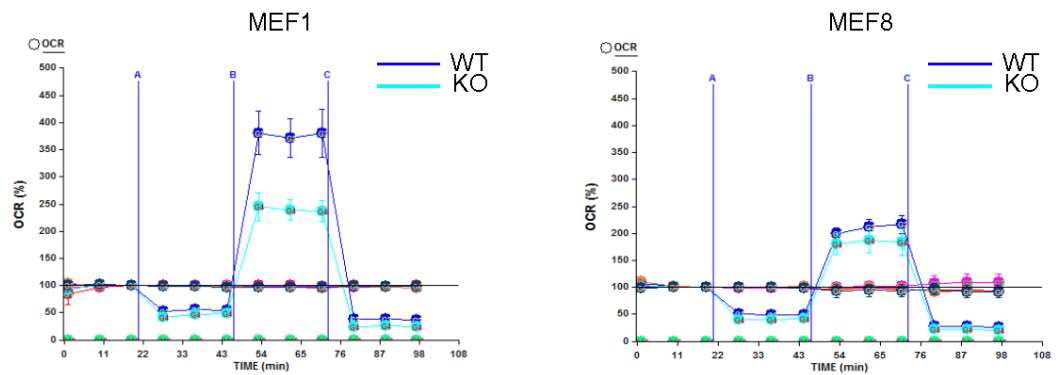 MEF1
OCR
WT
KO
A
B
C
500
450
400
350
300
250
200
150
100
50
0
OCR (%)
0 11 22 33 44 54 65 76 87 98 108
TIME (min)
MEF8
OCR
WT
KO
A
B
C
500
450
400
350
300
250
200
150
100
50
0
OCR (%)
0 11 22 33 43 54 65 76 87 98 108
TIME (min)